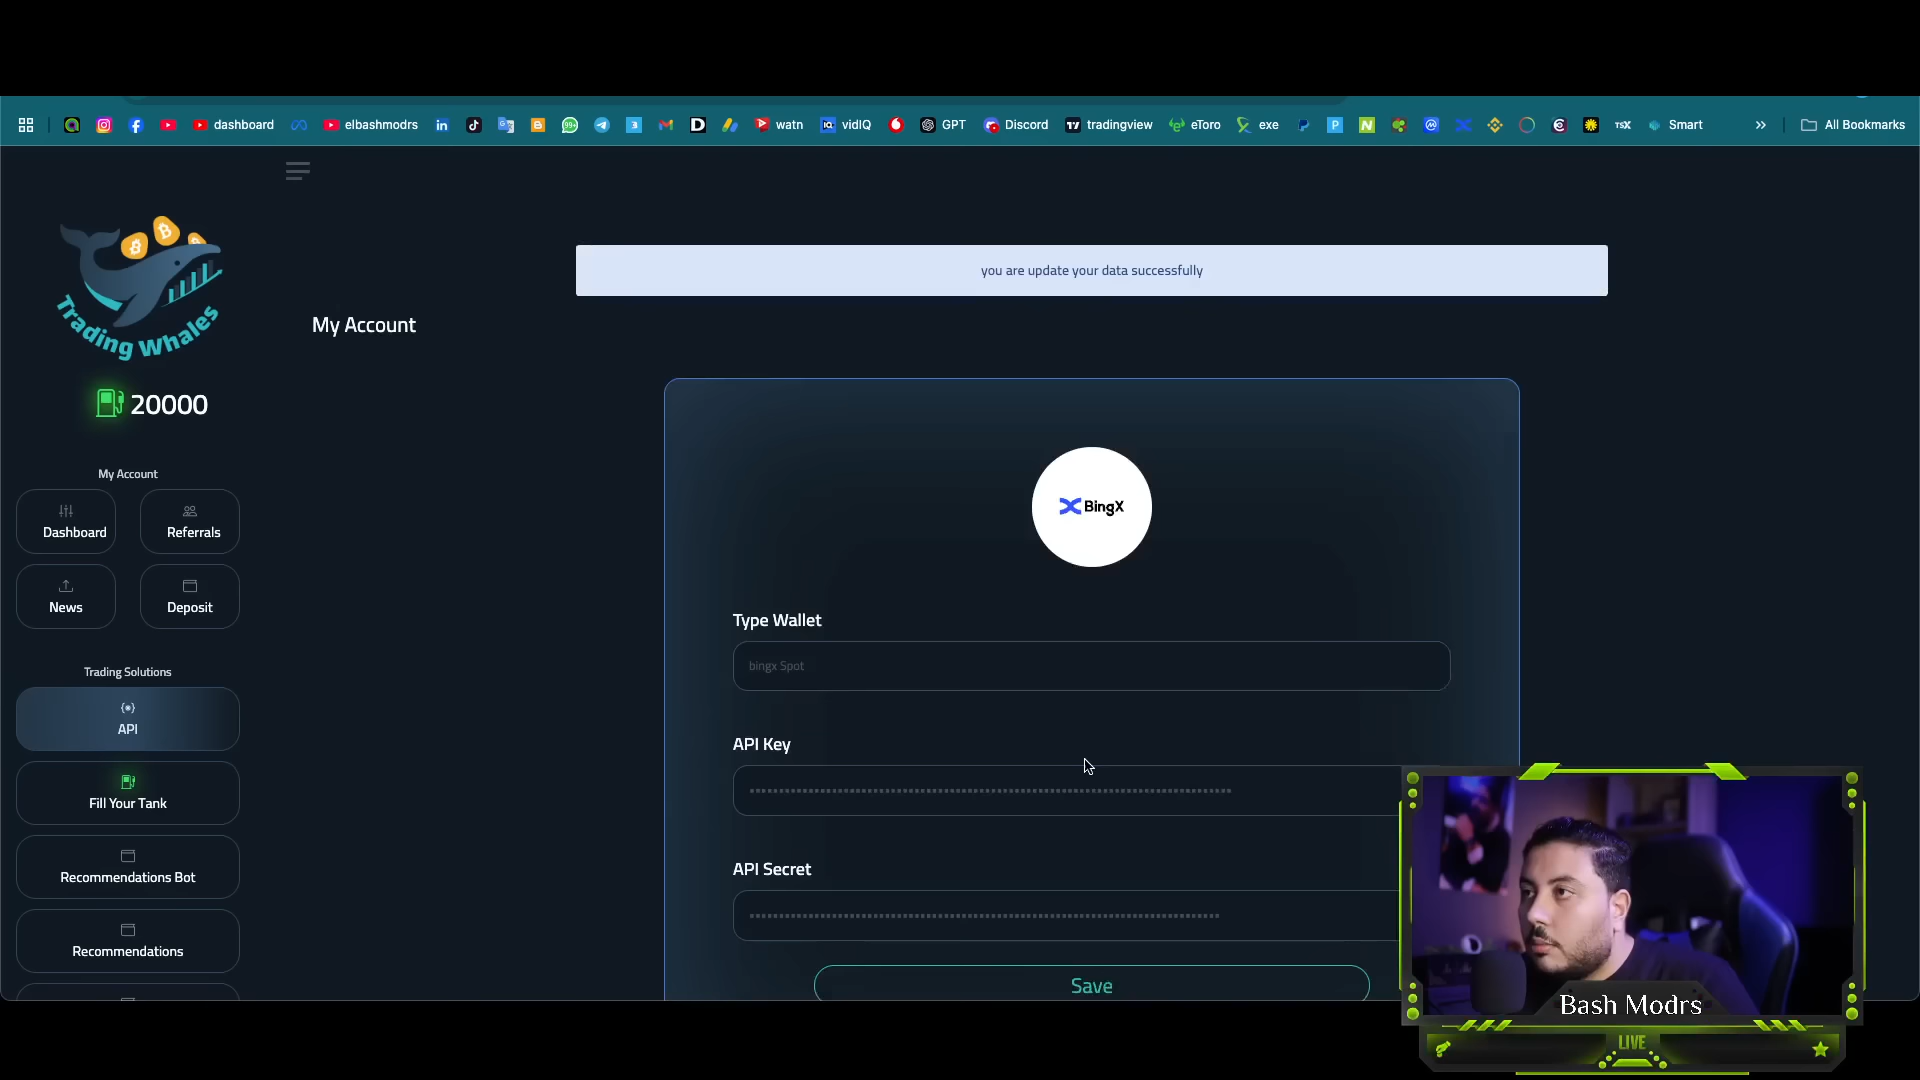 dashboard
elbashmodrs
in
watn
vidIQ
GPT
Discord
tradingview
eToro
exe
TSX
Smart
All Bookmarks
Trading Whales
20000
My Account
Dashboard
Referrals
News
Deposit
Trading Solutions
API
Fill Your Tank
Recommendations Bot
Recommendations
you are update your data successfully
My Account
BingX
Type Wallet
bingx Spot
API Key
API Secret
Save
Bash Modrs
LIVE